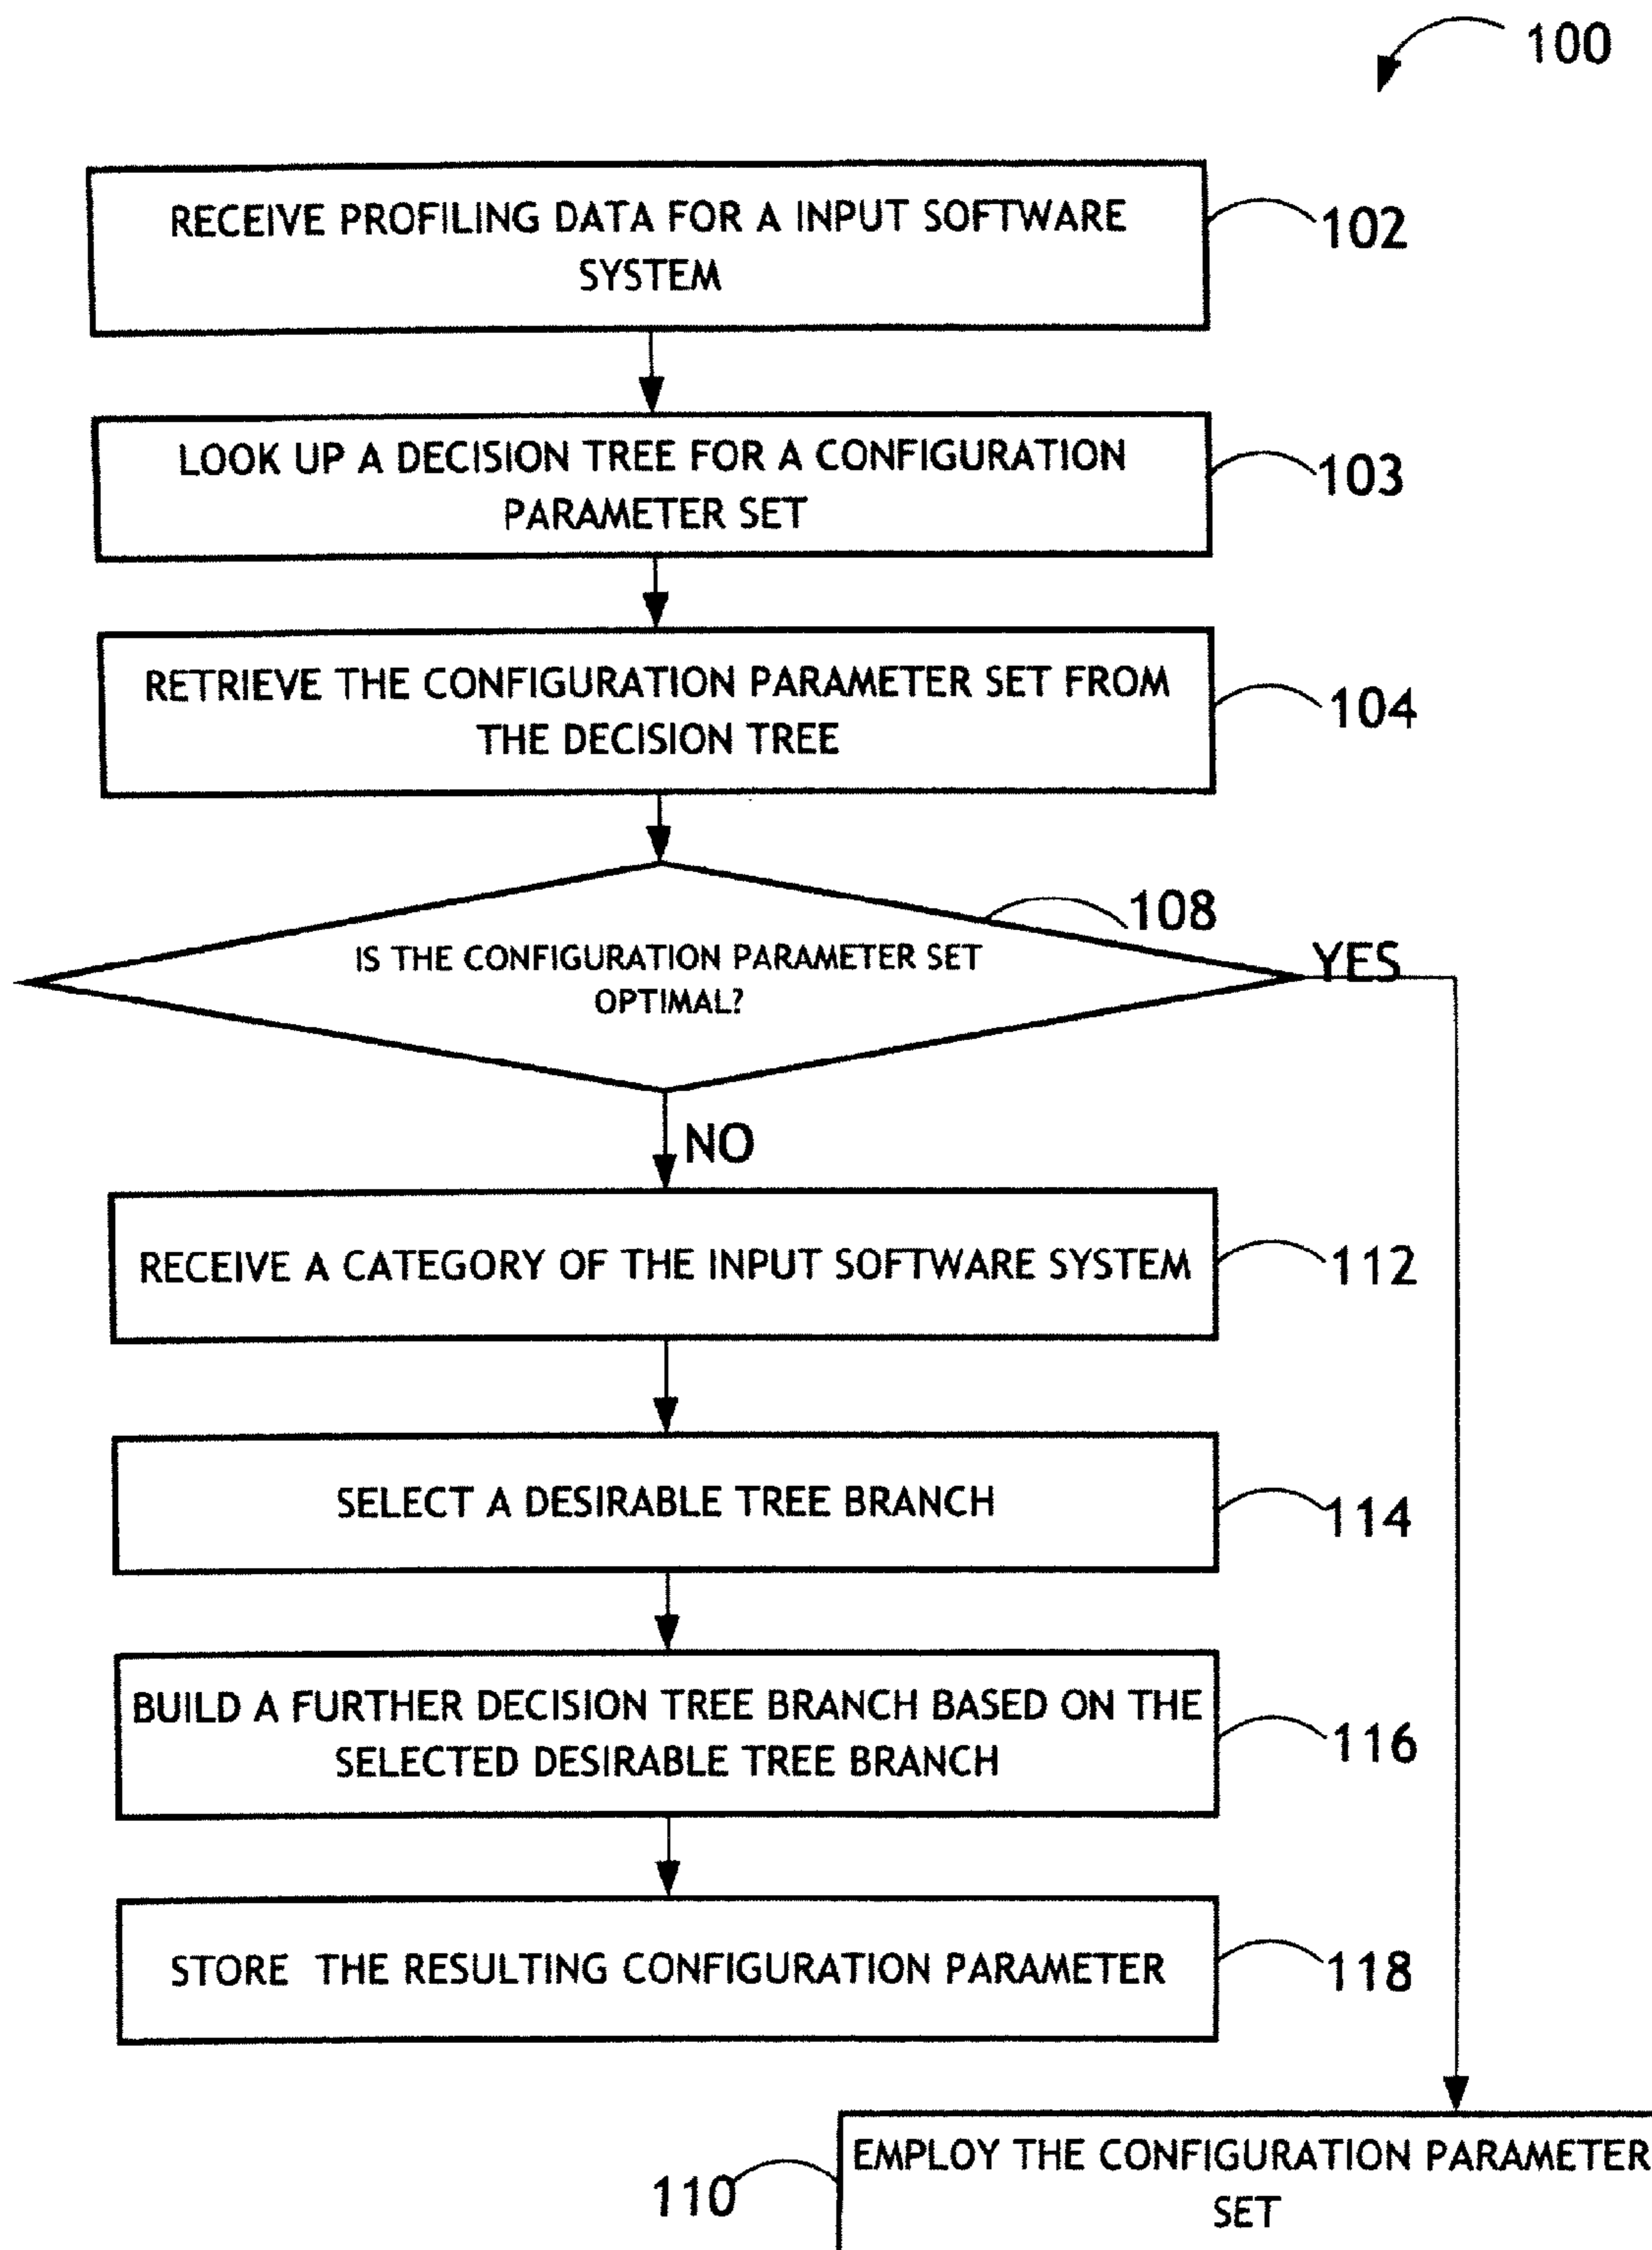 100
RECEIVE PROFILING DATA FOR A INPUT SOFTWARE
SYSTEM
102
LOOK UP A DECISION TREE FOR A CONFIGURATION
PARAMETER SET
103
RETRIEVE THE CONFIGURATION PARAMETER SET FROM
THE DECISION TREE
104
108
IS THE CONFIGURATION PARAMETER SET
OPTIMAL?
YES
NO
RECEIVE A CATEGORY OF THE INPUT SOFTWARE SYSTEM
112
SELECT A DESIRABLE TREE BRANCH
114
BUILD A FURTHER DECISION TREE BRANCH BASED ON THE
SELECTED DESIRABLE TREE BRANCH
116
STORE THE RESULTING CONFIGURATION PARAMETER
118
EMPLOY THE CONFIGURATION PARAMETER
SET
110